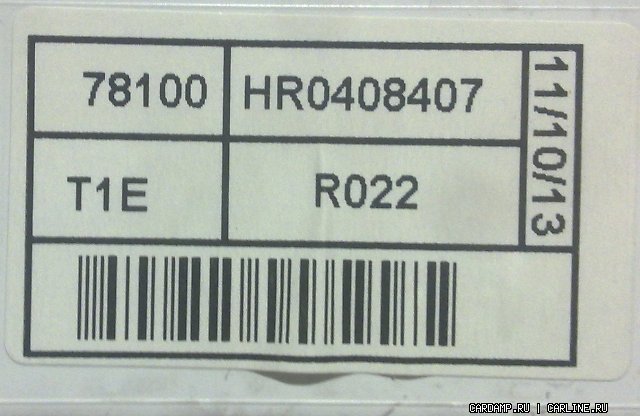 78100 HR0408407
T1E R022
11/10/13
CARDAMP.RU | CARLINE.RU